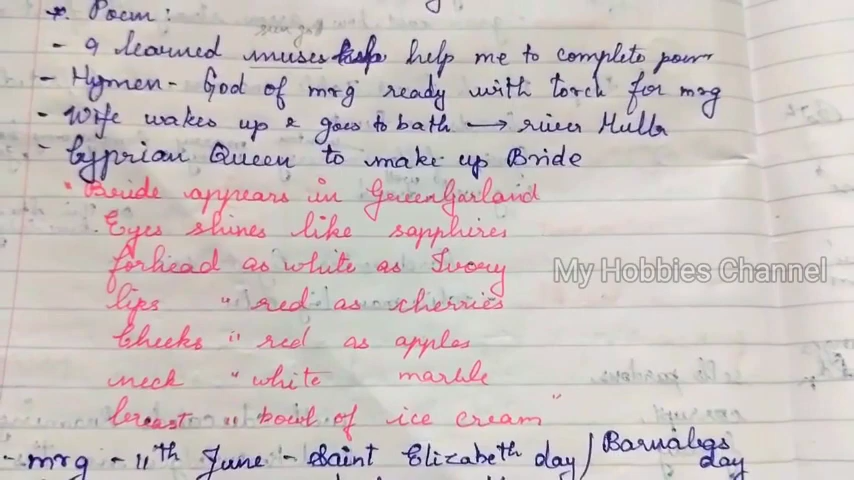 * Poem:
- 9 learned muses help me to complete poem
- Hymen - God of mrg ready with torch for mrg
- Wife wakes up & goes to bath → river Mulla
- Cyprian Queen to make up Bride
"Bride appears in Green Garland
Eyes shines like sapphires
forhead as white as Ivory
My Hobbies Channel
lips " red as cherries
Cheeks " red as apples
neck " white marble
breast " bowl of ice cream"
- mrg - 11th June - Saint Elizabeth day / Barnabas day